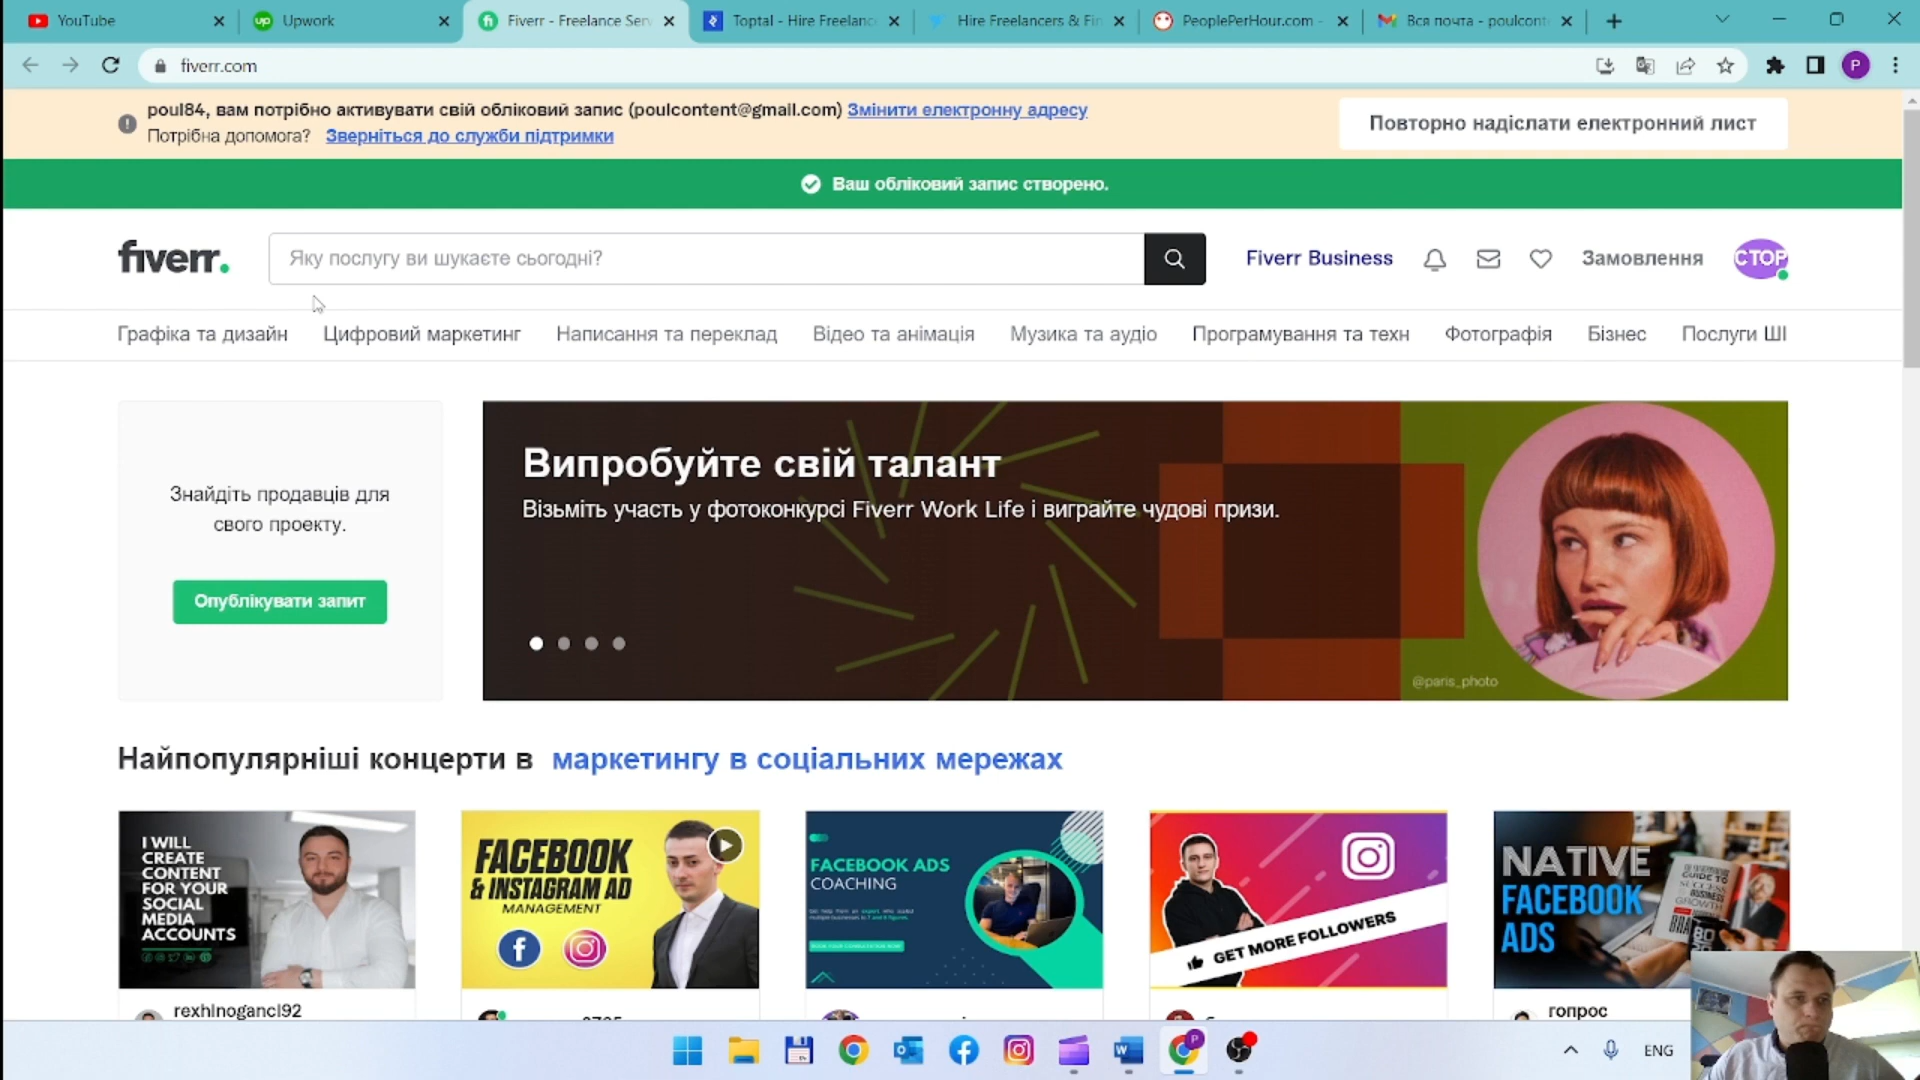 YouTube
Upwork
Fiverr - Freelance Serv
Toptal - Hire Freelance
Hire Freelancers & Fin
PeoplePerHour.com -
Вся почта - poulcont
fiverr.com
P
poul84, вам потрібно активувати свій обліковий запис (poulcontent@gmail.com) Змінити електронну адресу
Потрібна допомога? Зверніться до служби підтримки
Повторно надіслати електронний лист
Ваш обліковий запис створено.
fiverr.
Яку послугу ви шукаєте сьогодні?
Fiverr Business
Замовлення
СТОР
Графіка та дизайн
Цифровий маркетинг
Написання та переклад
Відео та анімація
Музика та аудіо
Програмування та техн
Фотографія
Бізнес
Послуги ШІ
Знайдіть продавців для
свого проекту.
Опублікувати запит
Випробуйте свій талант
Візьміть участь у фотоконкурсі Fiverr Work Life і виграйте чудові призи.
@paris_photo
Найпопулярніші концерти в маркетингу в соціальних мережах
I WILL
CREATE
CONTENT
FOR YOUR
SOCIAL
MEDIA
ACCOUNTS
FACEBOOK
& INSTAGRAM AD
MANAGEMENT
FACEBOOK ADS
COACHING
GET MORE FOLLOWERS
NATIVE
FACEBOOK
ADS
гопрос
ENG